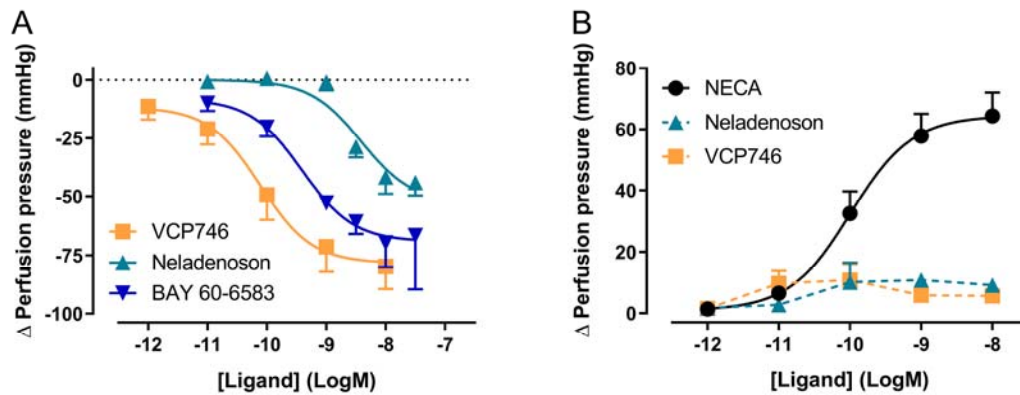 A
Δ Perfusion pressure (mmHg)
0
-25
-50
-75
-100
VCP746
Neladenoson
BAY 60-6583
-12 -11 -10 -9 -8 -7
[Ligand] (LogM)
B
Δ Perfusion pressure (mmHg)
80
60
40
20
0
NECA
Neladenoson
VCP746
-12 -11 -10 -9 -8
[Ligand] (LogM)